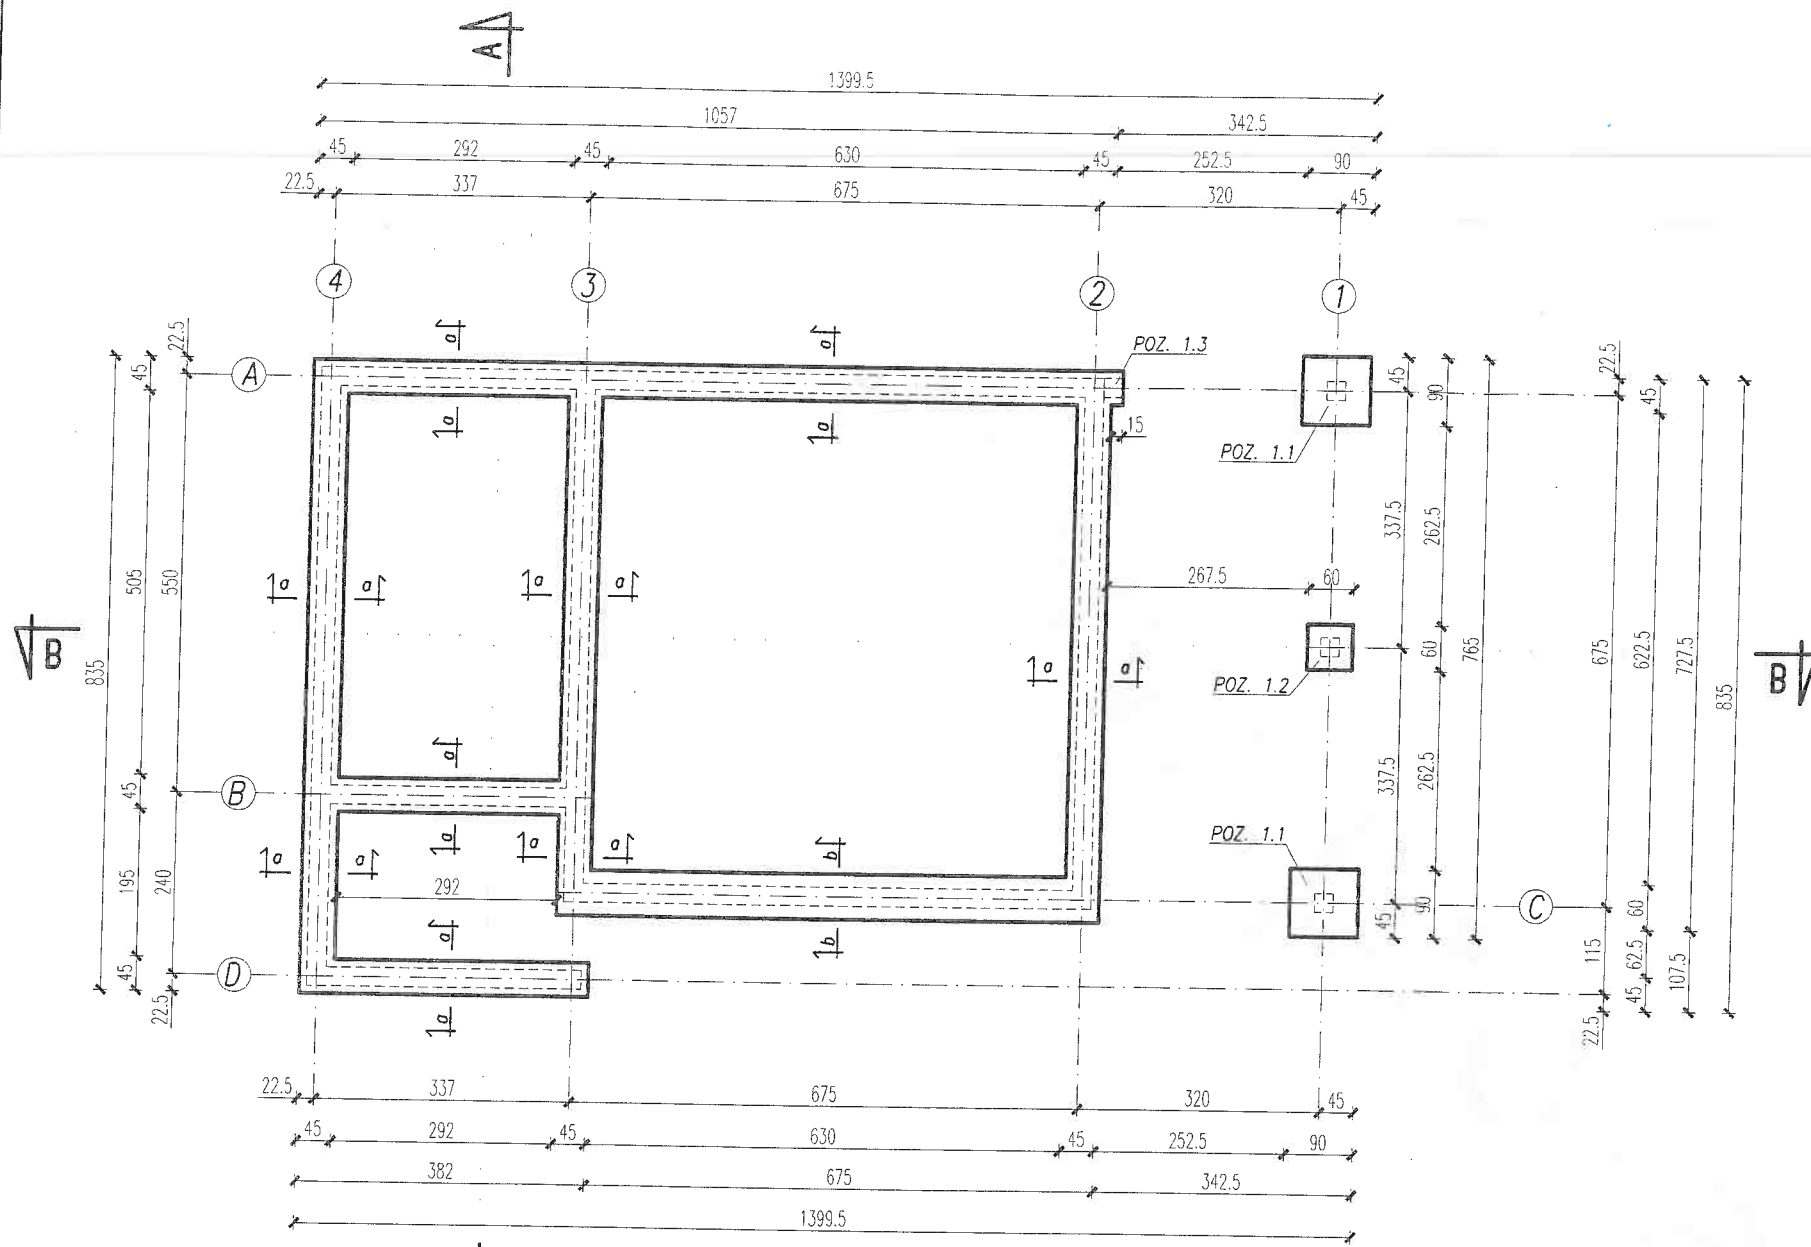 A
1399.5
1057 342.5
45 292 45 630 45 252.5 90
22.5 337 675 320 45
4 3 2 1
22.5 45
A
a a
POZ. 1.3
22.5 45
45 90
a a
15
POZ. 1.1
337.5 262.5
505 550
a a a a
267.5 60
B
835
a a
60 765
675 622.5 727.5 835
B
POZ. 1.2
a
45
B
337.5 262.5
POZ. 1.1
a a a a a b
195 240
292
a
45 90
C
60
b
115 62.5 107.5
D
45
22.5
a
45
22.5
22.5 337 675 320 45
45 292 45 630 45 252.5 90
382 675 342.5
1399.5